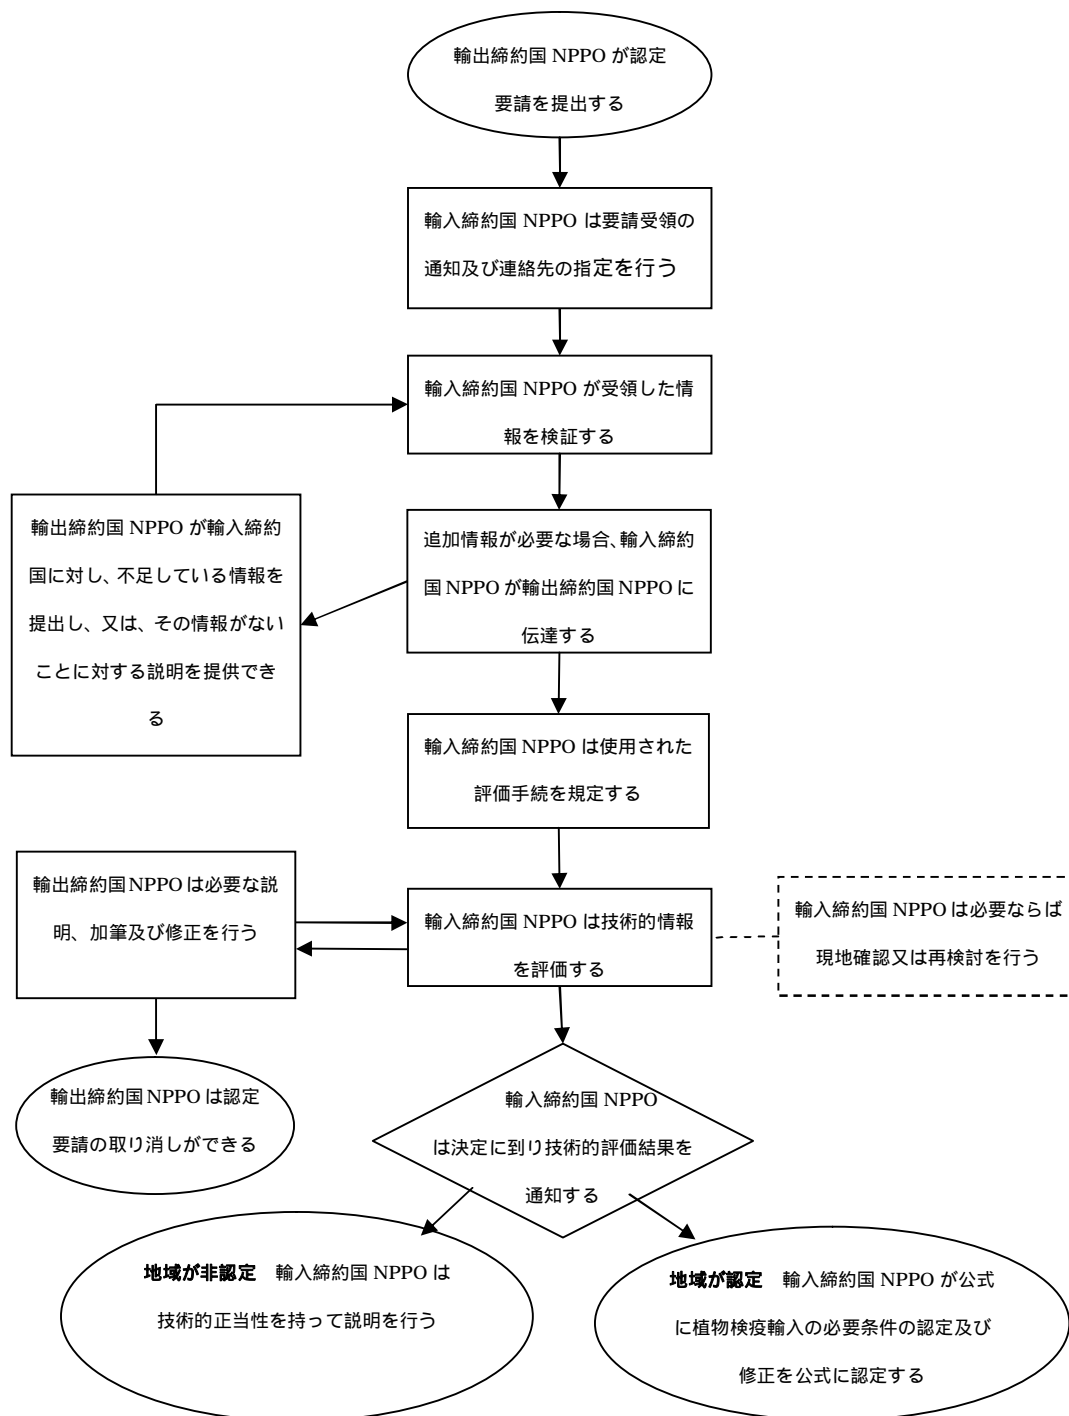 輸出締約国 NPPO が認定
要請を提出する
輸入締約国 NPPO は要請受領の
通知及び連絡先の指定を行う
輸入締約国 NPPO が受領した情
報を検証する
追加情報が必要な場合、輸入締約
国 NPPO が輸出締約国 NPPO に
伝達する
輸出締約国 NPPO が輸入締約
国に対し、不足している情報を
提出し、又は、その情報がない
ことに対する説明を提供でき
る
輸入締約国 NPPO は使用された
評価手続を規定する
輸入締約国 NPPO は技術的情報
を評価する
輸出締約国 NPPO は必要な説
明、加筆及び修正を行う
輸入締約国 NPPO は必要ならば
現地確認又は再検討を行う
輸出締約国 NPPO は認定
要請の取り消しができる
輸入締約国 NPPO
は決定に到り技術的評価結果を
通知する
地域が非認定 輸入締約国 NPPO は
技術的正当性を持って説明を行う
地域が認定 輸入締約国 NPPO が公式
に植物検疫輸入の必要条件の認定及び
修正を公式に認定する